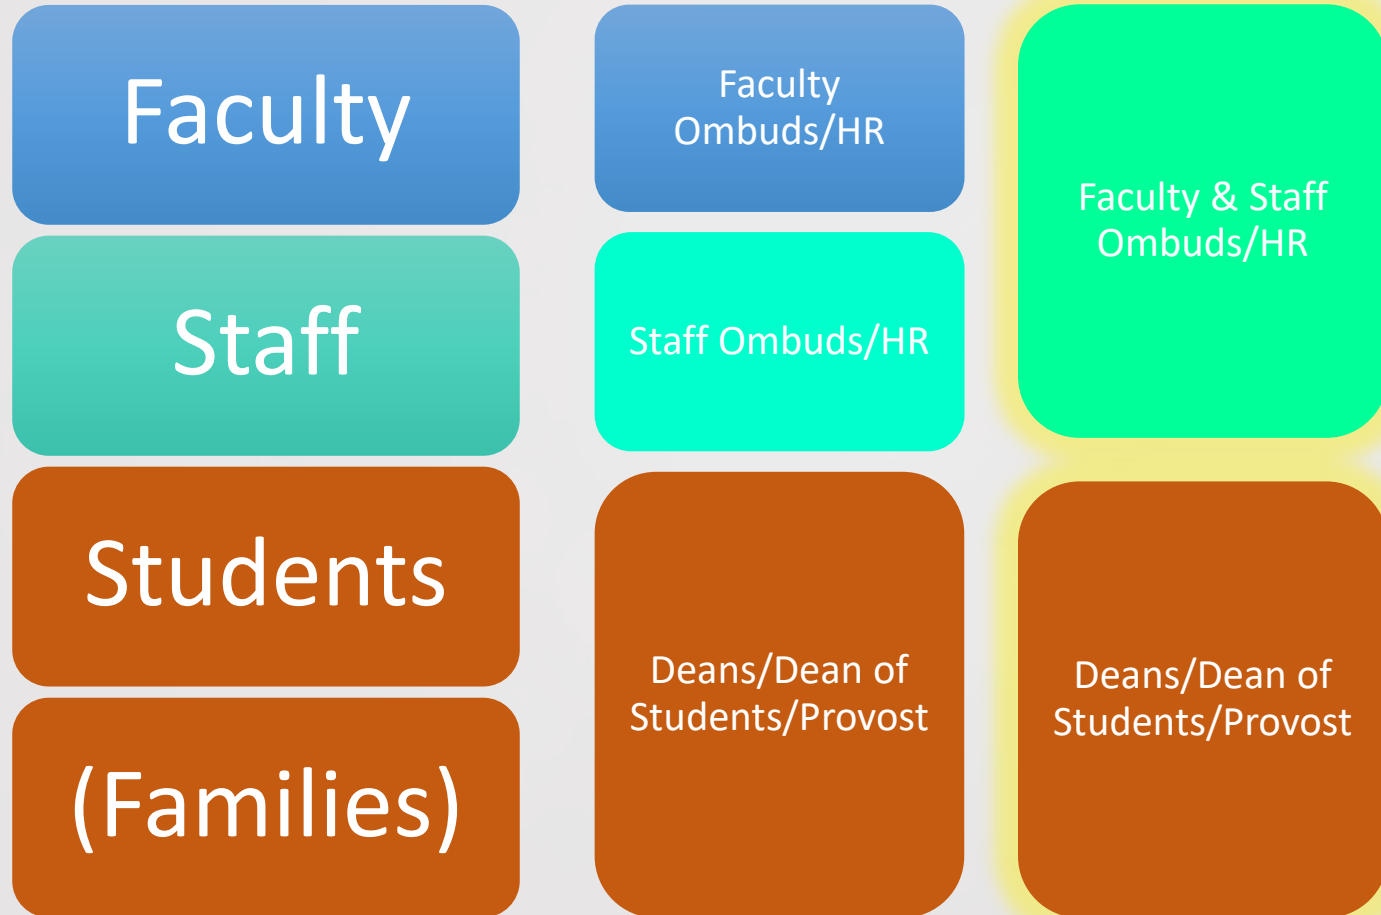 Faculty
Staff
Students
(Families)
Faculty
Ombuds/HR
Staff Ombuds/HR
Deans/Dean of
Students/Provost
Faculty & Staff
Ombuds/HR
Deans/Dean of
Students/Provost